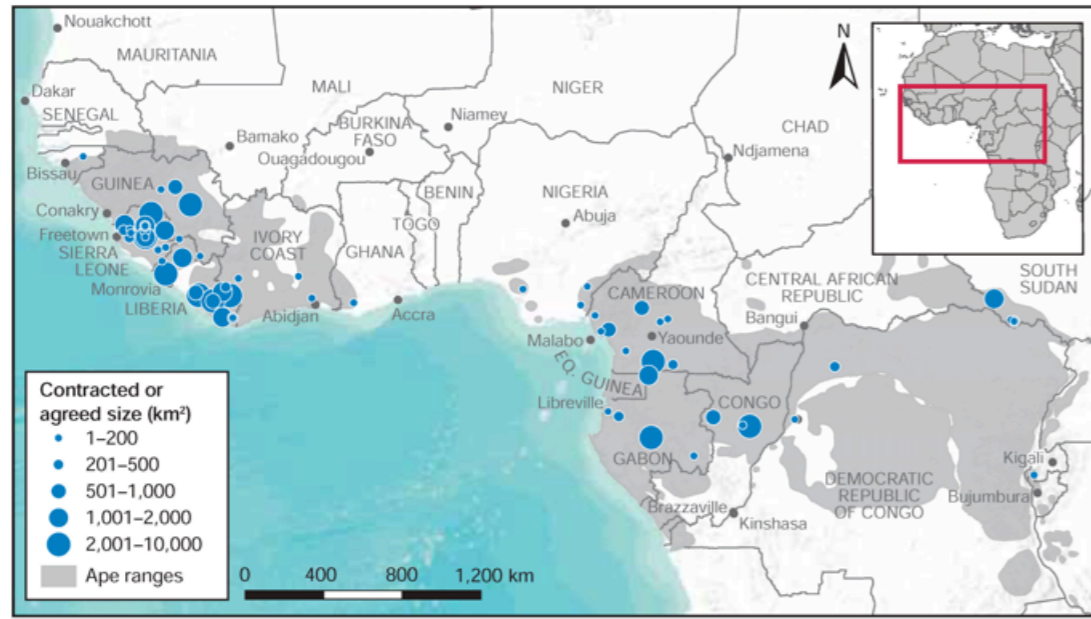 Nouakchott
MAURITANIA
N
MALI
NIGER
Dakar
SENEGAL
Niamey
CHAD
BURKINA
FASO
Bamako
Ouagadougou
Ndjamena
Bissau
GUINEA
BENIN
NIGERIA
Conakry
TOGO
Abuja
Freetown
IVORY
COAST
GHANA
SIERRA
LEONE
SOUTH
SUDAN
CENTRAL AFRICAN
REPUBLIC
Monrovia
CAMEROON
LIBERIA
Abidjan
Accra
Bangui
Malabo
Yaounde
EQ. GUINEA
Libreville
CONGO
GABON
Kigali
DEMOCRATIC
REPUBLIC
OF CONGO
Bujumbura
Brazzaville
Kinshasa
Contracted or
agreed size (km²)
1–200
201–500
501–1,000
1,001–2,000
2,001–10,000
Ape ranges
0 400 800 1,200 km